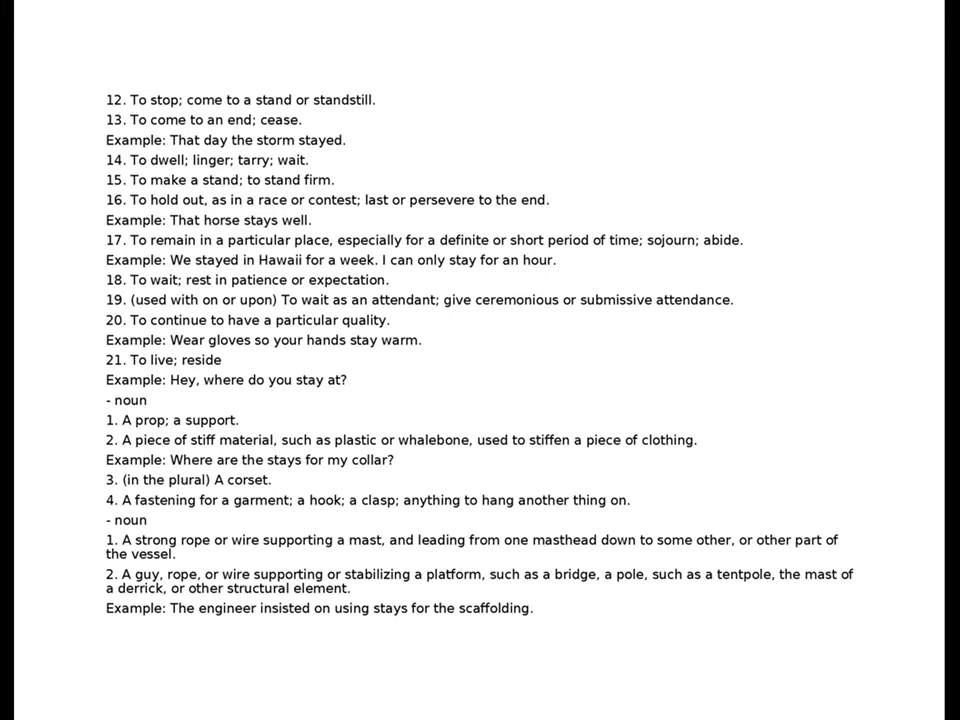 12. To stop; come to a stand or standstill.
13. To come to an end; cease.
Example: That day the storm stayed.
14. To dwell; linger; tarry; wait.
15. To make a stand; to stand firm.
16. To hold out, as in a race or contest; last or persevere to the end.
Example: That horse stays well.
17. To remain in a particular place, especially for a definite or short period of time; sojourn; abide.
Example: We stayed in Hawaii for a week. I can only stay for an hour.
18. To wait; rest in patience or expectation.
19. (used with on or upon) To wait as an attendant; give ceremonious or submissive attendance.
20. To continue to have a particular quality.
Example: Wear gloves so your hands stay warm.
21. To live; reside
Example: Hey, where do you stay at?
- noun
1. A prop; a support.
2. A piece of stiff material, such as plastic or whalebone, used to stiffen a piece of clothing.
Example: Where are the stays for my collar?
3. (in the plural) A corset.
4. A fastening for a garment; a hook; a clasp; anything to hang another thing on.
- noun
1. A strong rope or wire supporting a mast, and leading from one masthead down to some other, or other part of
the vessel.
2. A guy, rope, or wire supporting or stabilizing a platform, such as a bridge, a pole, such as a tentpole, the mast of
a derrick, or other structural element.
Example: The engineer insisted on using stays for the scaffolding.